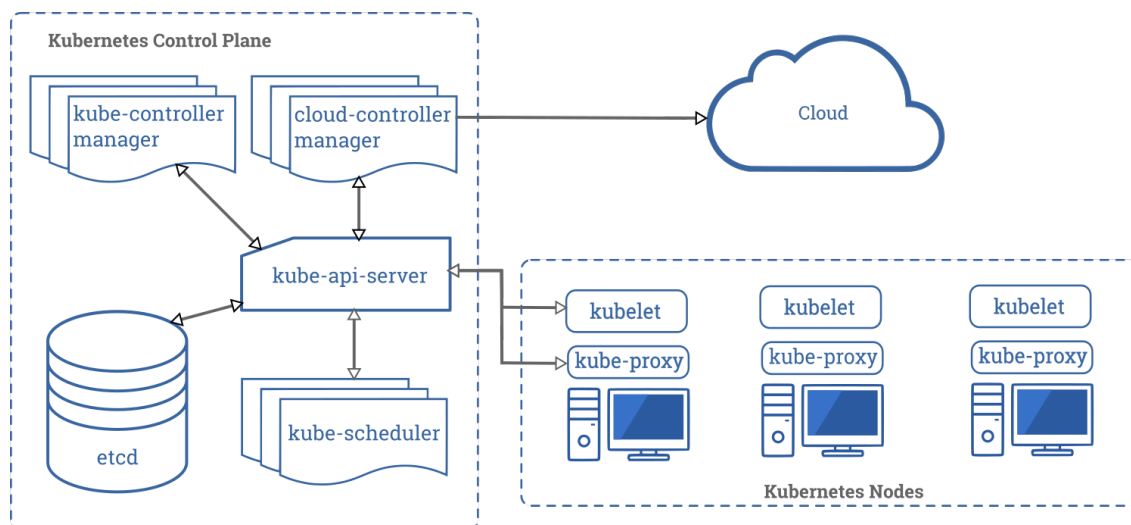 Kubernetes Control Plane
kube-controller
manager
cloud-controller
manager
Cloud
kube-api-server
etcd
kube-scheduler
kubelet
kubelet
kubelet
kube-proxy
kube-proxy
kube-proxy
Kubernetes Nodes